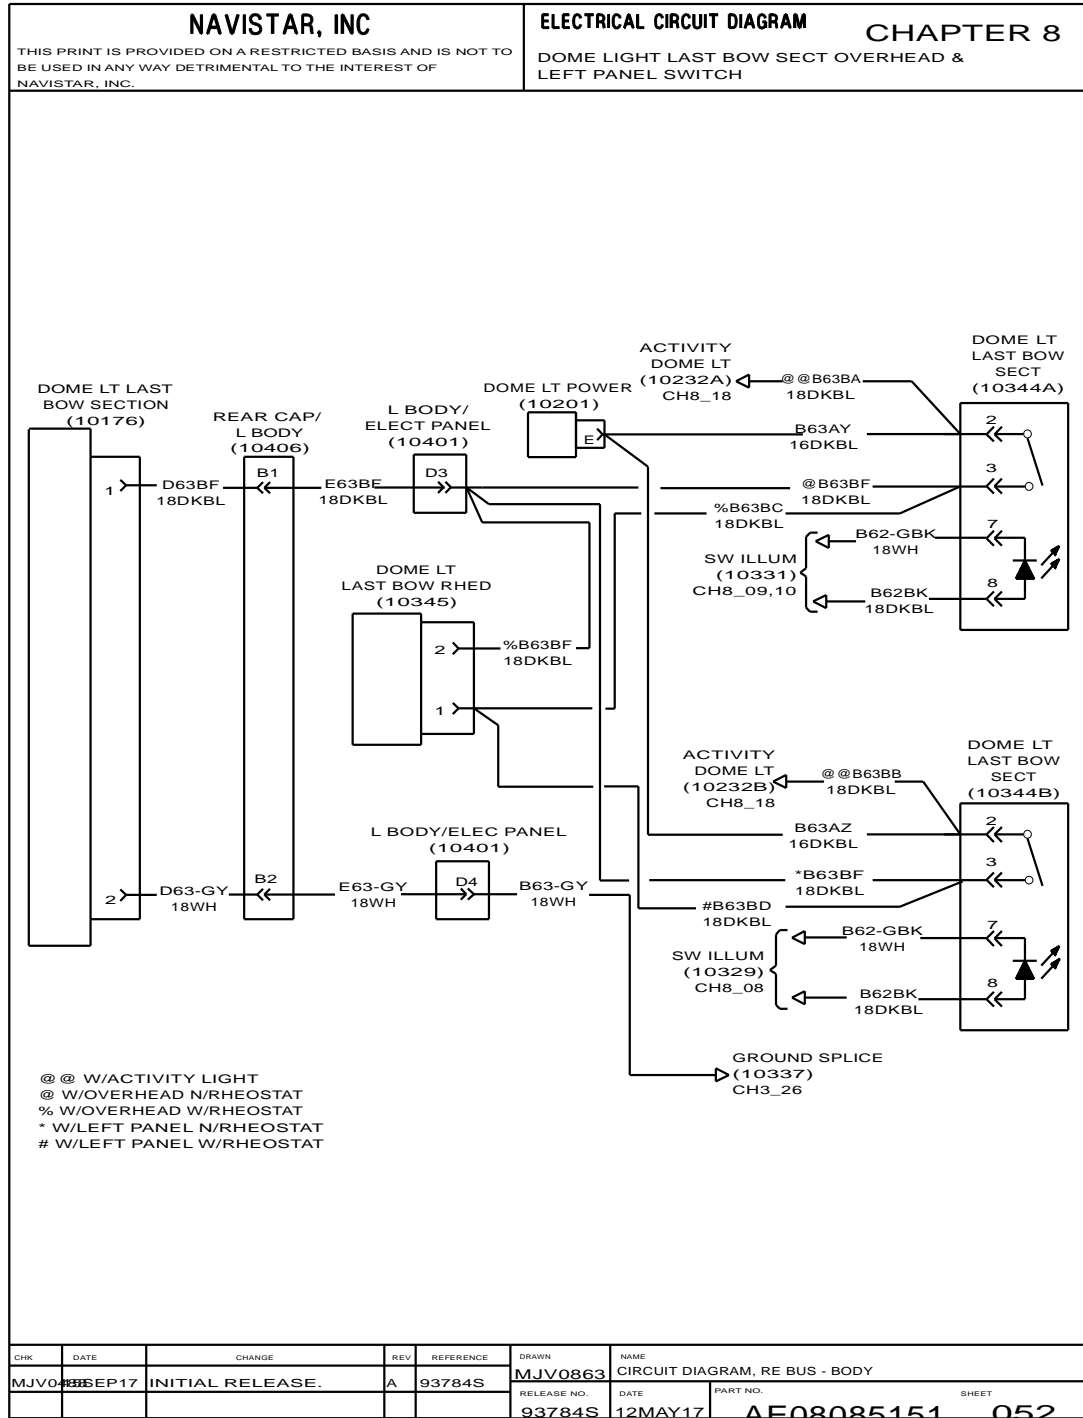 NAVISTAR, INC
THIS PRINT IS PROVIDED ON A RESTRICTED BASIS AND IS NOT TO
BE USED IN ANY WAY DETRIMENTAL TO THE INTEREST OF
NAVISTAR, INC.
ELECTRICAL CIRCUIT DIAGRAM
CHAPTER 8
DOME LIGHT LAST BOW SECT OVERHEAD &
LEFT PANEL SWITCH
DOME LT LAST
BOW SECTION
(10176)
1
2
D63BF
18DKBL
REAR CAP/
L BODY
(10406)
B1
E63BF
18DKBL
L BODY/
ELECT PANEL
(10401)
D3
DOME LT POWER
(10201)
E
ACTIVITY
DOME LT
(10232A)
CH8_18
@@B63BA
18DKBL
B63AY
16DKBL
@B63BF
18DKBL
%B63BC
18DKBL
SW ILLUM
(10331)
CH8_09,10
B62-GBK
18WH
B62BK
18DKBL
DOME LT
LAST BOW
SECT
(10344A)
2
3
7
8
DOME LT
LAST BOW RHED
(10345)
2
1
%B63BF
18DKBL
ACTIVITY
DOME LT
(10232B)
CH8_18
@@B63BB
18DKBL
B63AZ
16DKBL
*B63BF
18DKBL
#B63BD
18DKBL
SW ILLUM
(10329)
CH8_08
B62-GBK
18WH
B62BK
18DKBL
DOME LT
LAST BOW
SECT
(10344B)
2
3
7
8
D63-GY
18WH
B2
E63-GY
18WH
L BODY/ELEC PANEL
(10401)
D4
B63-GY
18WH
GROUND SPLICE
(10337)
CH3_26
@@ W/ACTIVITY LIGHT
@ W/OVERHEAD N/RHEOSTAT
% W/OVERHEAD W/RHEOSTAT
* W/LEFT PANEL N/RHEOSTAT
# W/LEFT PANEL W/RHEOSTAT
CHK DATE CHANGE REV REFERENCE
INITIAL RELEASE. A 93784S
DRAWN
MJV0863
NAME
CIRCUIT DIAGRAM, RE BUS - BODY
RELEASE NO.
93784S
DATE
12MAY17
PART NO.
AE08085151
SHEET
052